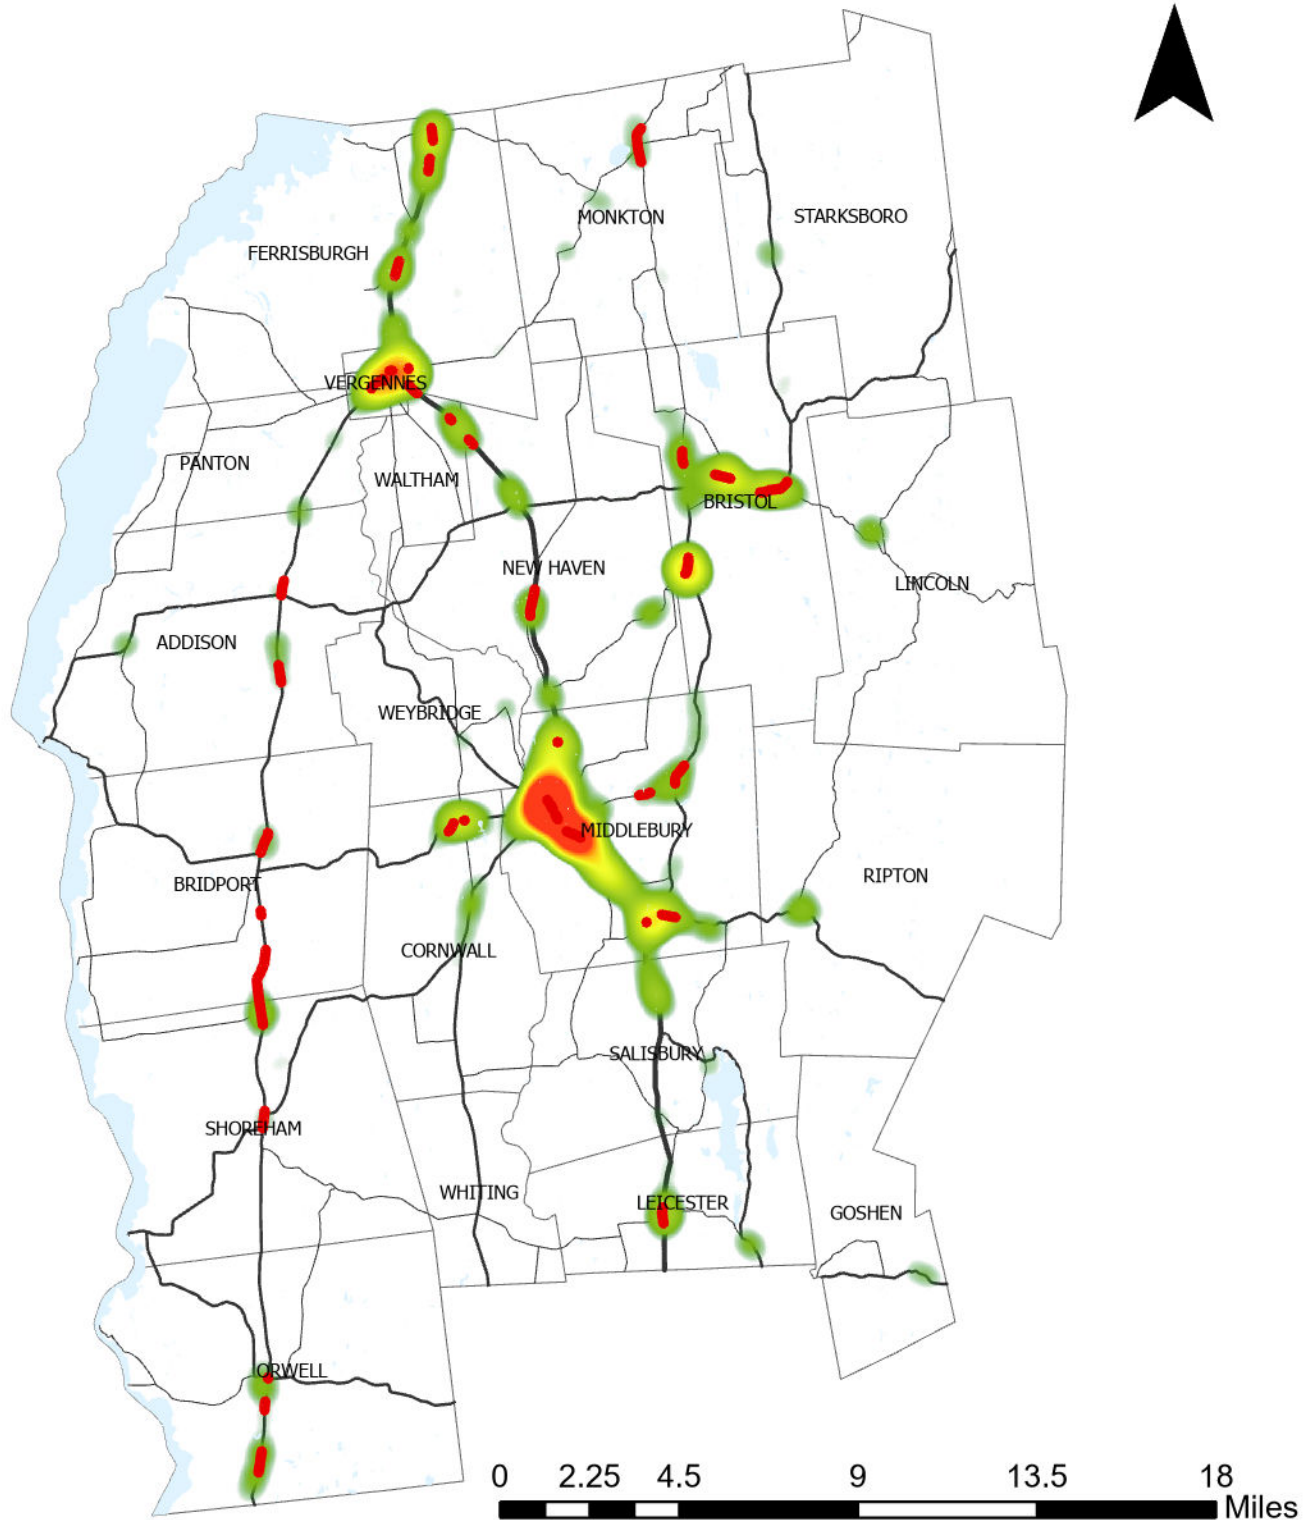 MONKTON
STARKSBORO
FERRISBURGH
VERGENNES
PANTON
WALTHAM
BRISTOL
NEW HAVEN
LINCOLN
ADDISON
WEYBRIDGE
MIDDLEBURY
BRIDPORT
RIPTON
CORNWALL
SALISBURY
SHOREHAM
WHITING
LEICESTER
GOSHEN
ORWELL
0 2.25 4.5 9 13.5 18
Miles